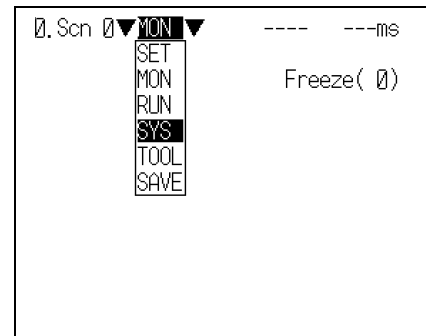 0.Scn 0▼MON ▼ ---- ---ms
SET
MON Freeze( 0)
RUN
SYS
TOOL
SAVE